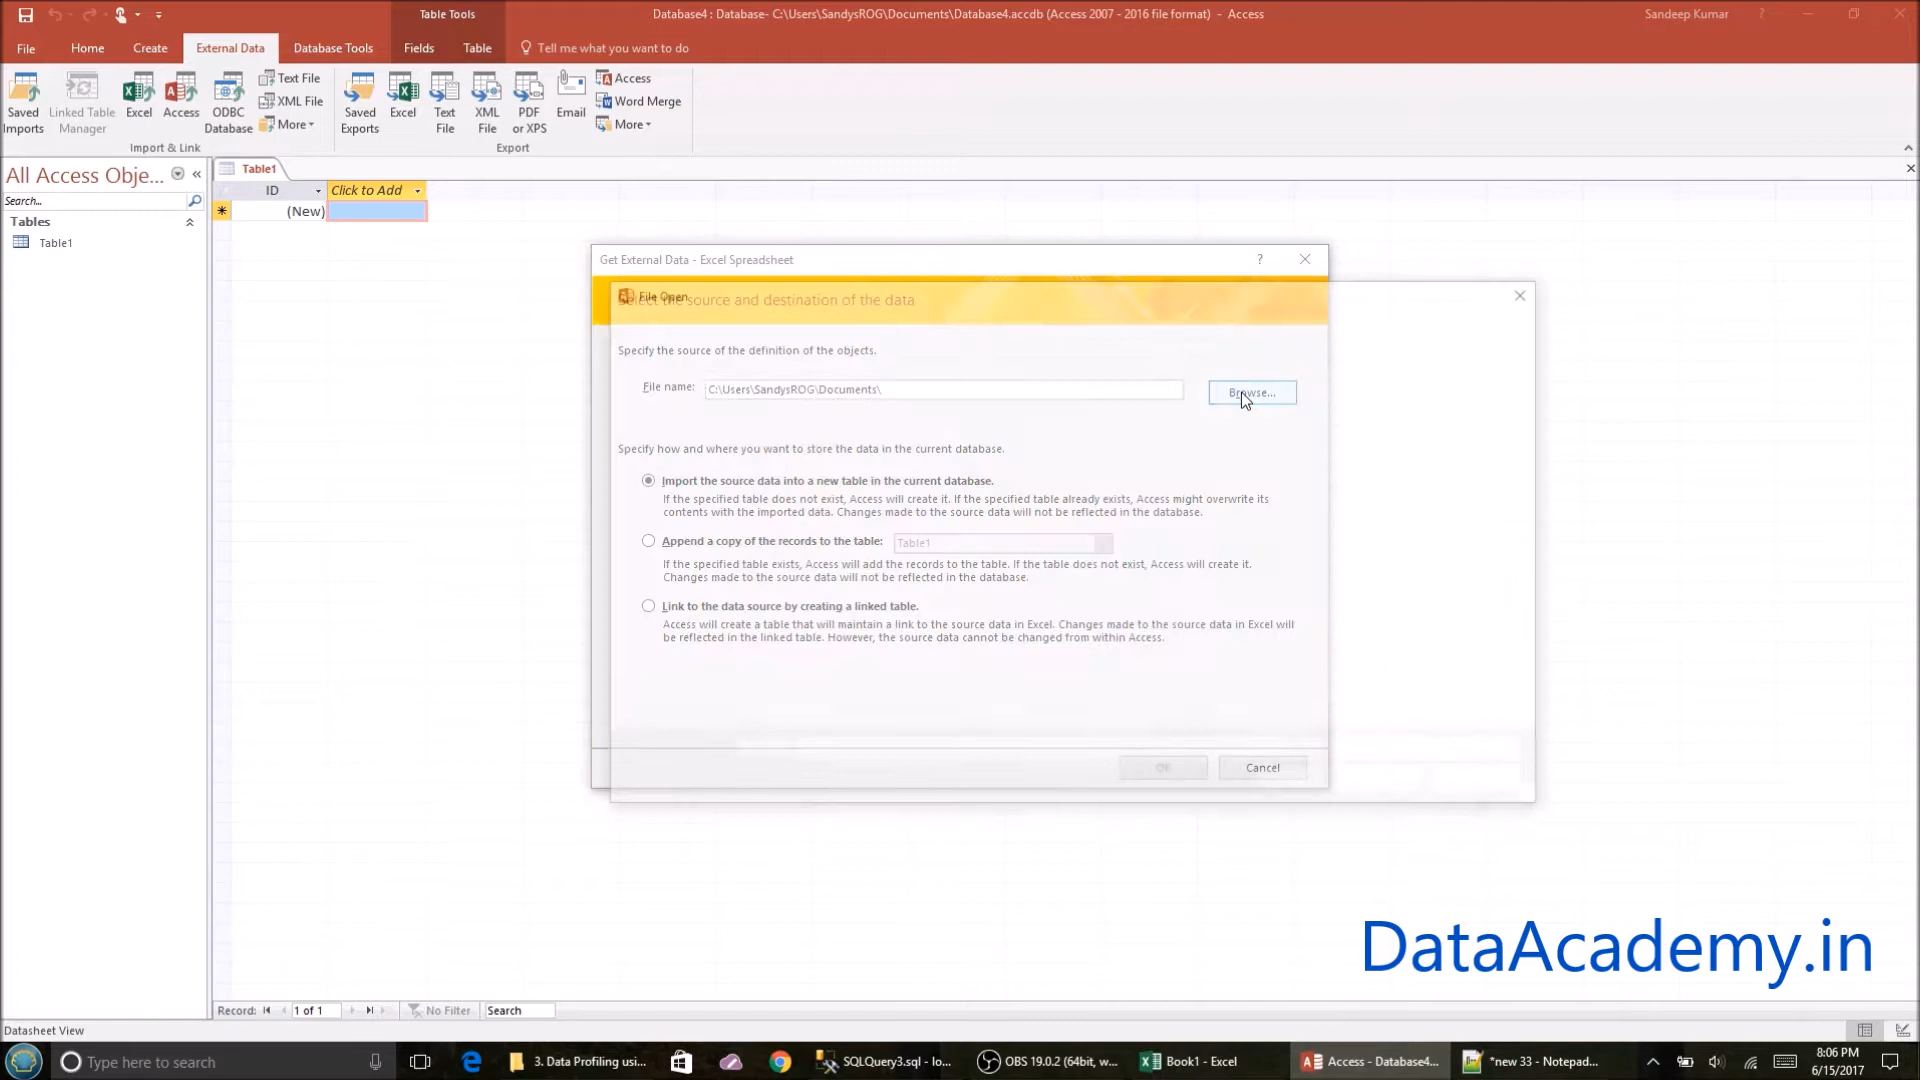 Table Tools
Database4 : Database- C:\Users\SandysROG\Documents\Database4.accdb (Access 2007 - 2016 file format) - Access
Sandeep Kumar
?
File
Home
Create
External Data
Database Tools
Fields
Table
Tell me what you want to do
Saved Imports
Linked Table Manager
Excel
Access
ODBC Database
Text File
XML File
More
Import & Link
Saved Exports
Excel
Text File
XML File
PDF or XPS
Email
Access
Word Merge
More
Export
All Access Obje...
Search...
Tables
Table1
Table1
ID
Click to Add
(New)
Get External Data - Excel Spreadsheet
?
File Open
Select the source and destination of the data
Specify the source of the definition of the objects.
File name:
C:\Users\SandysROG\Documents\
Browse...
Specify how and where you want to store the data in the current database.
Import the source data into a new table in the current database.
If the specified table does not exist, Access will create it. If the specified table already exists, Access might overwrite its
contents with the imported data. Changes made to the source data will not be reflected in the database.
Append a copy of the records to the table:
Table1
If the specified table exists, Access will add the records to the table. If the table does not exist, Access will create it.
Changes made to the source data will not be reflected in the database.
Link to the data source by creating a linked table.
Access will create a table that will maintain a link to the source data in Excel. Changes made to the source data in Excel will
be reflected in the linked table. However, the source data cannot be changed from within Access.
OK
Cancel
DataAcademy.in
Record:
1 of 1
No Filter
Search
Datasheet View
Type here to search
3. Data Profiling usi...
SQLQuery3.sql - lo...
OBS 19.0.2 (64bit, w...
Book1 - Excel
Access - Database4...
*new 33 - Notepad...
8:06 PM
6/15/2017